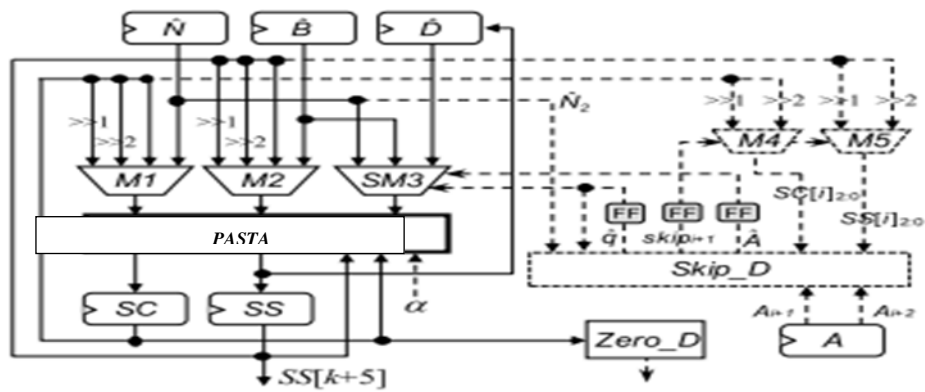 N̂ B̂ D̂
N̂₂
>>1 >>2 >>1 >>2
>>1 >>1
>>2 >>2
M1 M2 SM3 M4 M5
SC[i]2:0
FF FF FF
SS[i]2:0
PASTA
q̂ skipi+1 Â
Skip_D
SC SS α
Ai+1 Ai+2
Zero_D A
SS[k+5]